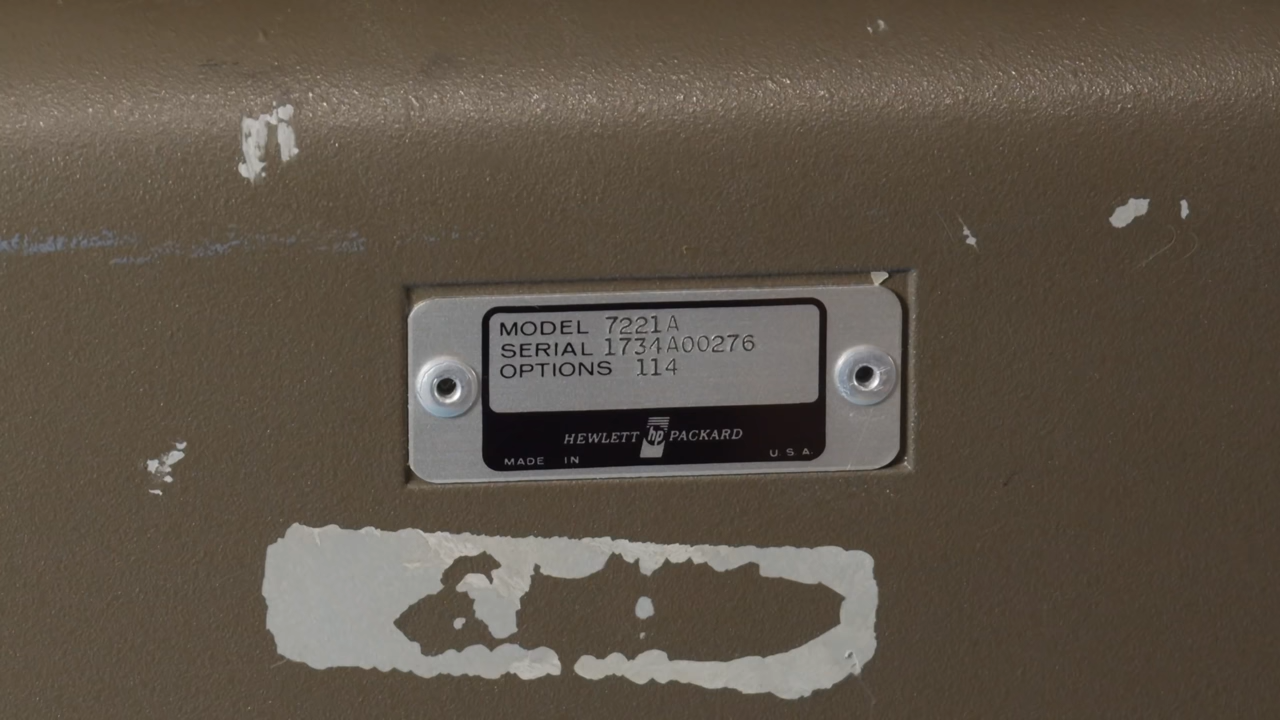 MODEL 7221A
SERIAL 1734A00276
OPTIONS 114
HEWLETT hp PACKARD
MADE IN U.S.A.